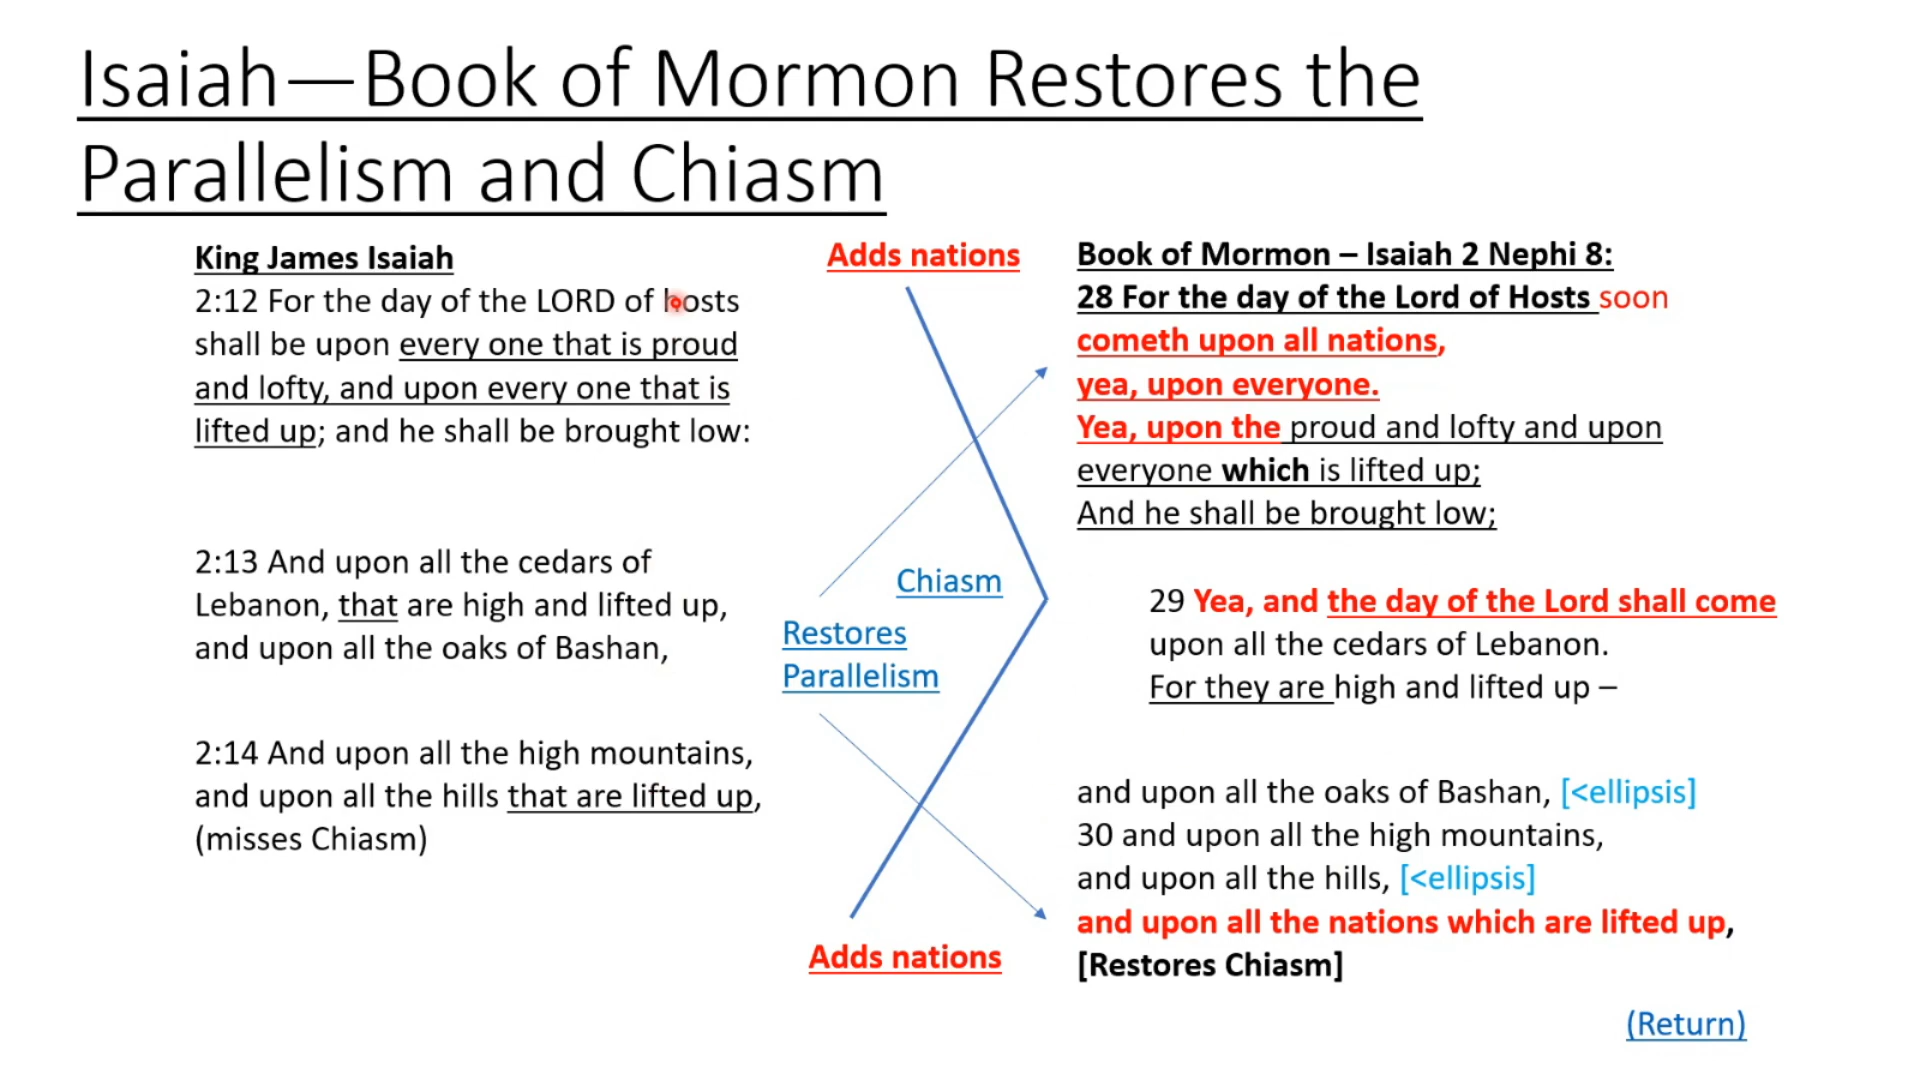 Isaiah—Book of Mormon Restores the
Parallelism and Chiasm
King James Isaiah
2:12 For the day of the LORD of hosts
shall be upon every one that is proud
and lofty, and upon every one that is
lifted up; and he shall be brought low:
2:13 And upon all the cedars of
Lebanon, that are high and lifted up,
and upon all the oaks of Bashan,
2:14 And upon all the high mountains,
and upon all the hills that are lifted up,
(misses Chiasm)
Adds nations
Chiasm
Restores
Parallelism
Adds nations
Book of Mormon – Isaiah 2 Nephi 8:
28 For the day of the Lord of Hosts soon
cometh upon all nations,
yea, upon everyone.
Yea, upon the proud and lofty and upon
everyone which is lifted up;
And he shall be brought low;
29 Yea, and the day of the Lord shall come
upon all the cedars of Lebanon.
For they are high and lifted up –
and upon all the oaks of Bashan, [<ellipsis]
30 and upon all the high mountains,
and upon all the hills, [<ellipsis]
and upon all the nations which are lifted up,
[Restores Chiasm]
(Return)